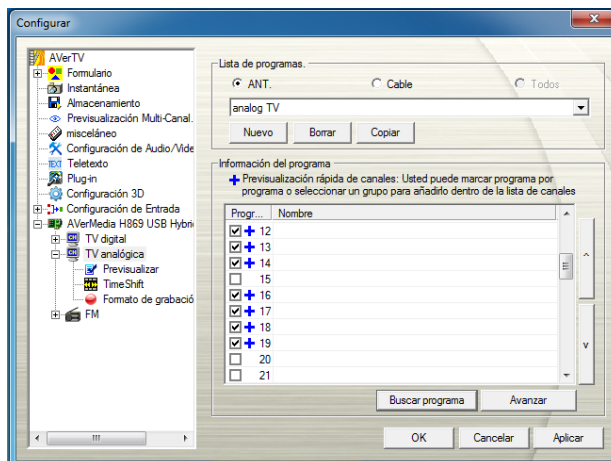 Configurar
AVerTV
Formulario
Instantánea
Almacenamiento
Previsualización Multi-Canal.
misceláneo
Configuración de Audio/Vide
TEXT Teletexto
Plug-in
Configuración 3D
Configuración de Entrada
AVerMedia H869 USB Hybri
TV digital
TV analógica
Previsualizar
TimeShift
Formato de grabació
FM
Lista de programas.
ANT. Cable Todos
analog TV
Nuevo Borrar Copiar
Información del programa
Previsualización rápida de canales: Usted puede marcar programa por
programa o seleccionar un grupo para añadirlo dentro de la lista de canales
Progr... Nombre
12
13
14
15
16
17
18
19
20
21
Buscar programa Avanzar
OK Cancelar Aplicar